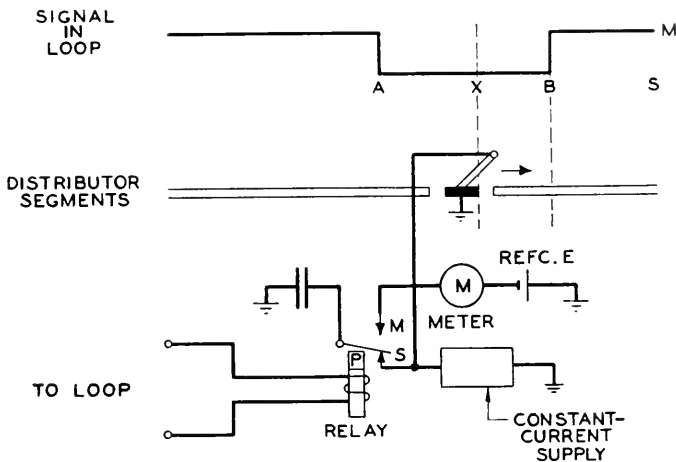 SIGNAL
IN
LOOP
M
A
X
B
S
DISTRIBUTOR
SEGMENTS
REFC. E
M
M
METER
S
P
TO LOOP
RELAY
CONSTANT-
CURRENT
SUPPLY